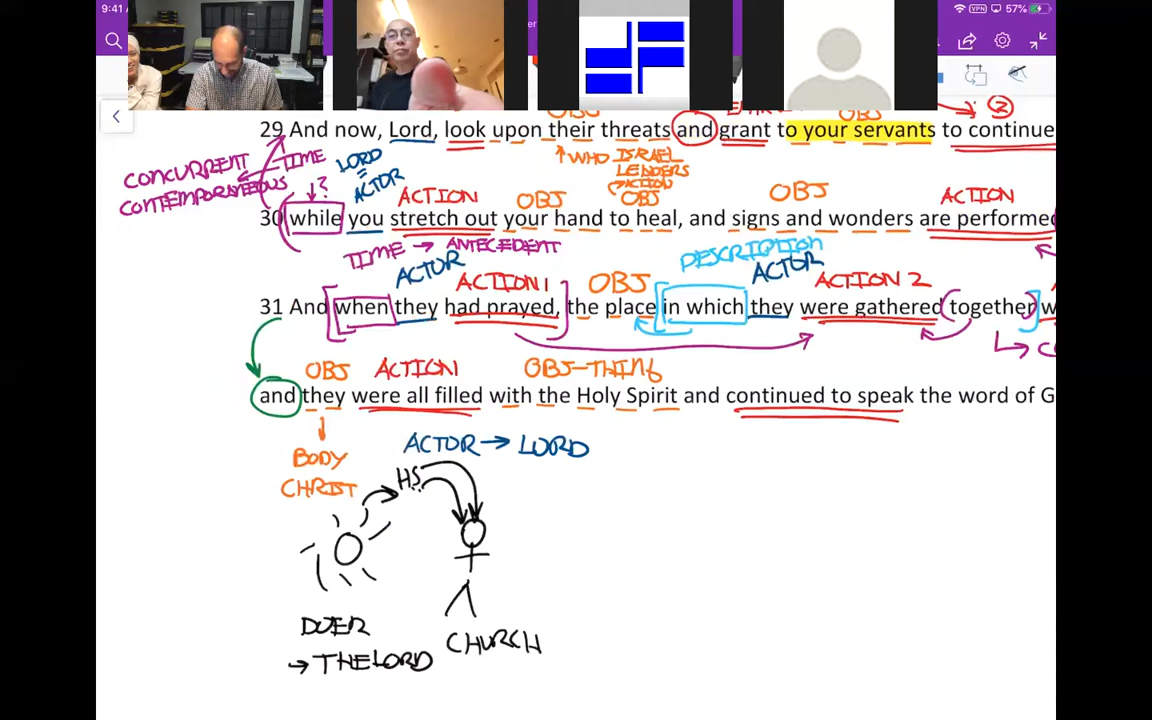 9:41
VPN 57%
OBJ
OBJ
2
29 And now, Lord, look upon their threats and grant to your servants to continue
CONCURRENT
CONTEMPORANEOUS
TIME
LORD
=
ACTOR
WHO ISRAEL
LEADERS
ACTION
?
ACTION OBJ OBJ OBJ ACTION
30 while you stretch out your hand to heal, and signs and wonders are performed
TIME → ANTECEDENT
DESCRIPTION
ACTOR ACTION 1 OBJ ACTOR ACTION 2
31 And when they had prayed, the place in which they were gathered together w
OBJ ACTION OBJ-THING
and they were all filled with the Holy Spirit and continued to speak the word of G
ACTOR → LORD
BODY
CHRIST
HS
DOER
→ THE LORD
CHURCH